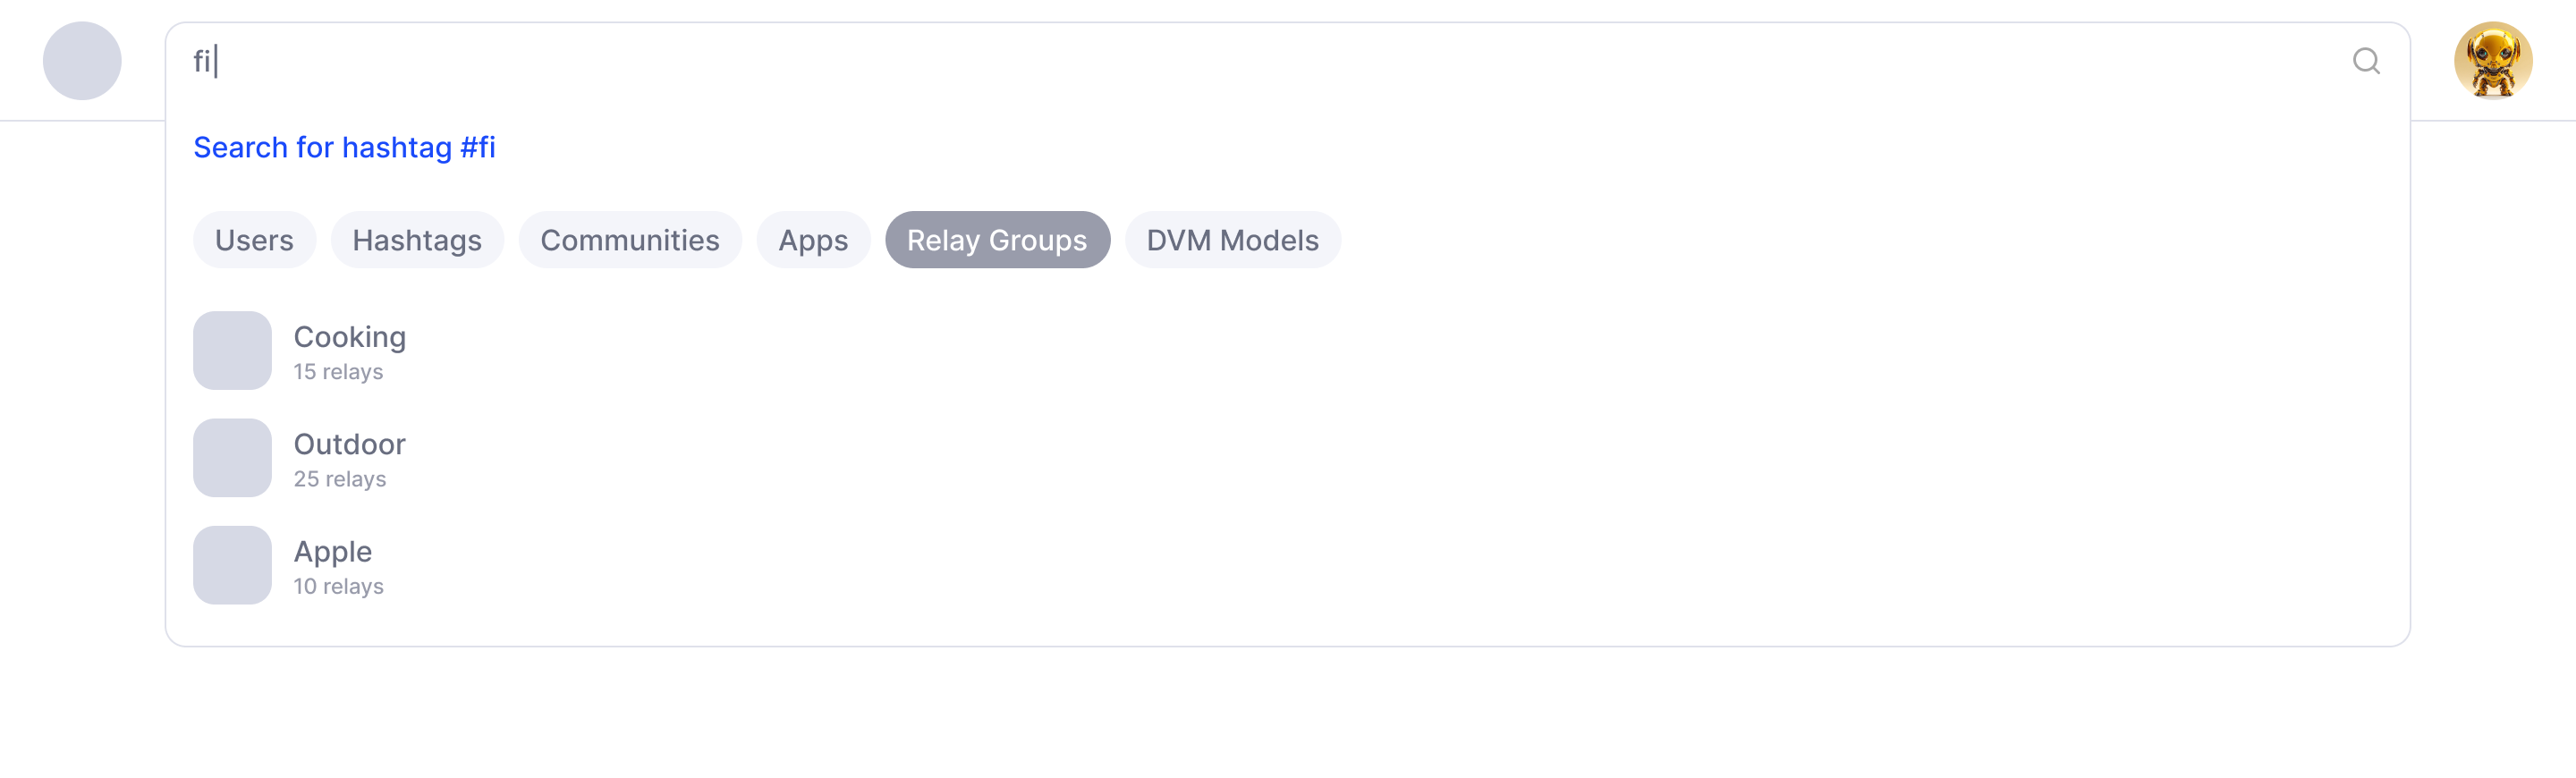 fi
Search for hashtag #fi
Users Hashtags Communities Apps Relay Groups DVM Models
Cooking
15 relays
Outdoor
25 relays
Apple
10 relays